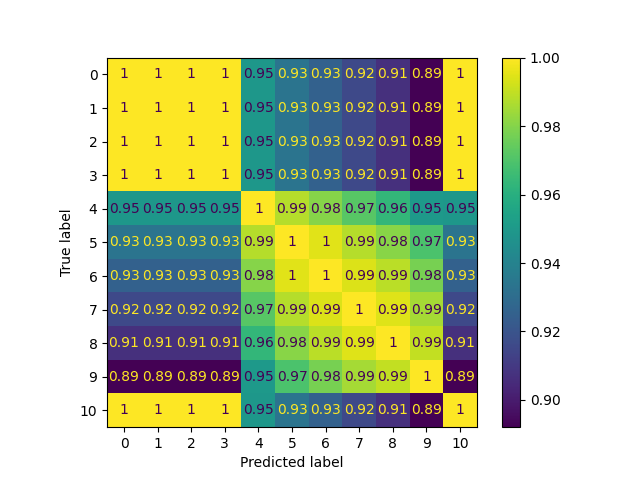 0 1 1 1 1 0.95 0.93 0.93 0.92 0.91 0.89 1 1.00
1 1 1 1 1 0.95 0.93 0.93 0.92 0.91 0.89 1
0.98
2 1 1 1 1 0.95 0.93 0.93 0.92 0.91 0.89 1
3 1 1 1 1 0.95 0.93 0.93 0.92 0.91 0.89 1
0.96
4 0.95 0.95 0.95 0.95 1 0.99 0.98 0.97 0.96 0.95 0.95
True label
5 0.93 0.93 0.93 0.93 0.99 1 1 0.99 0.98 0.97 0.93
0.94
6 0.93 0.93 0.93 0.93 0.98 1 1 0.99 0.99 0.98 0.93
7 0.92 0.92 0.92 0.92 0.97 0.99 0.99 1 0.99 0.99 0.92
0.92
8 0.91 0.91 0.91 0.91 0.96 0.98 0.99 0.99 1 0.99 0.91
9 0.89 0.89 0.89 0.89 0.95 0.97 0.98 0.99 0.99 1 0.89
0.90
10 1 1 1 1 0.95 0.93 0.93 0.92 0.91 0.89 1
0 1 2 3 4 5 6 7 8 9 10
Predicted label